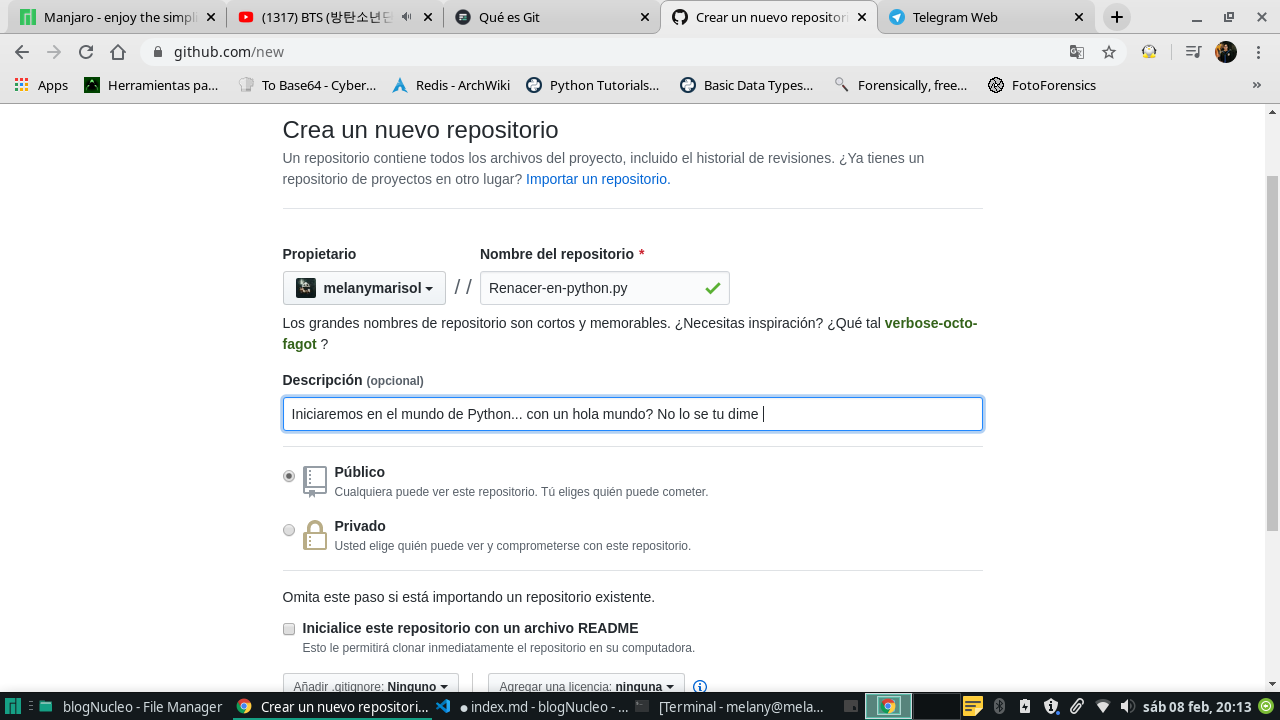 Manjaro - enjoy the simpli
(1317) BTS (방탄소년단
Qué es Git
Crear un nuevo repositori
Telegram Web
github.com/new
Apps
Herramientas pa...
To Base64 - Cyber...
Redis - ArchWiki
Python Tutorials...
Basic Data Types...
Forensically, free...
FotoForensics
»
Crea un nuevo repositorio
Un repositorio contiene todos los archivos del proyecto, incluido el historial de revisiones. ¿Ya tienes un
repositorio de proyectos en otro lugar? Importar un repositorio.
Propietario
Nombre del repositorio *
melanymarisol
/ /
Renacer-en-python.py
Los grandes nombres de repositorio son cortos y memorables. ¿Necesitas inspiración? ¿Qué tal verbose-octo-
fagot ?
Descripción (opcional)
Iniciaremos en el mundo de Python... con un hola mundo? No lo se tu dime
Público
Cualquiera puede ver este repositorio. Tú eliges quién puede cometer.
Privado
Usted elige quién puede ver y comprometerse con este repositorio.
Omita este paso si está importando un repositorio existente.
Inicialice este repositorio con un archivo README
Esto le permitirá clonar inmediatamente el repositorio en su computadora.
Añadir .gitignore: Ninguno
Agregar una licencia: ninguna
blogNucleo - File Manager
Crear un nuevo repositori...
● index.md - blogNucleo - ...
[Terminal - melany@mela...
sáb 08 feb, 20:13